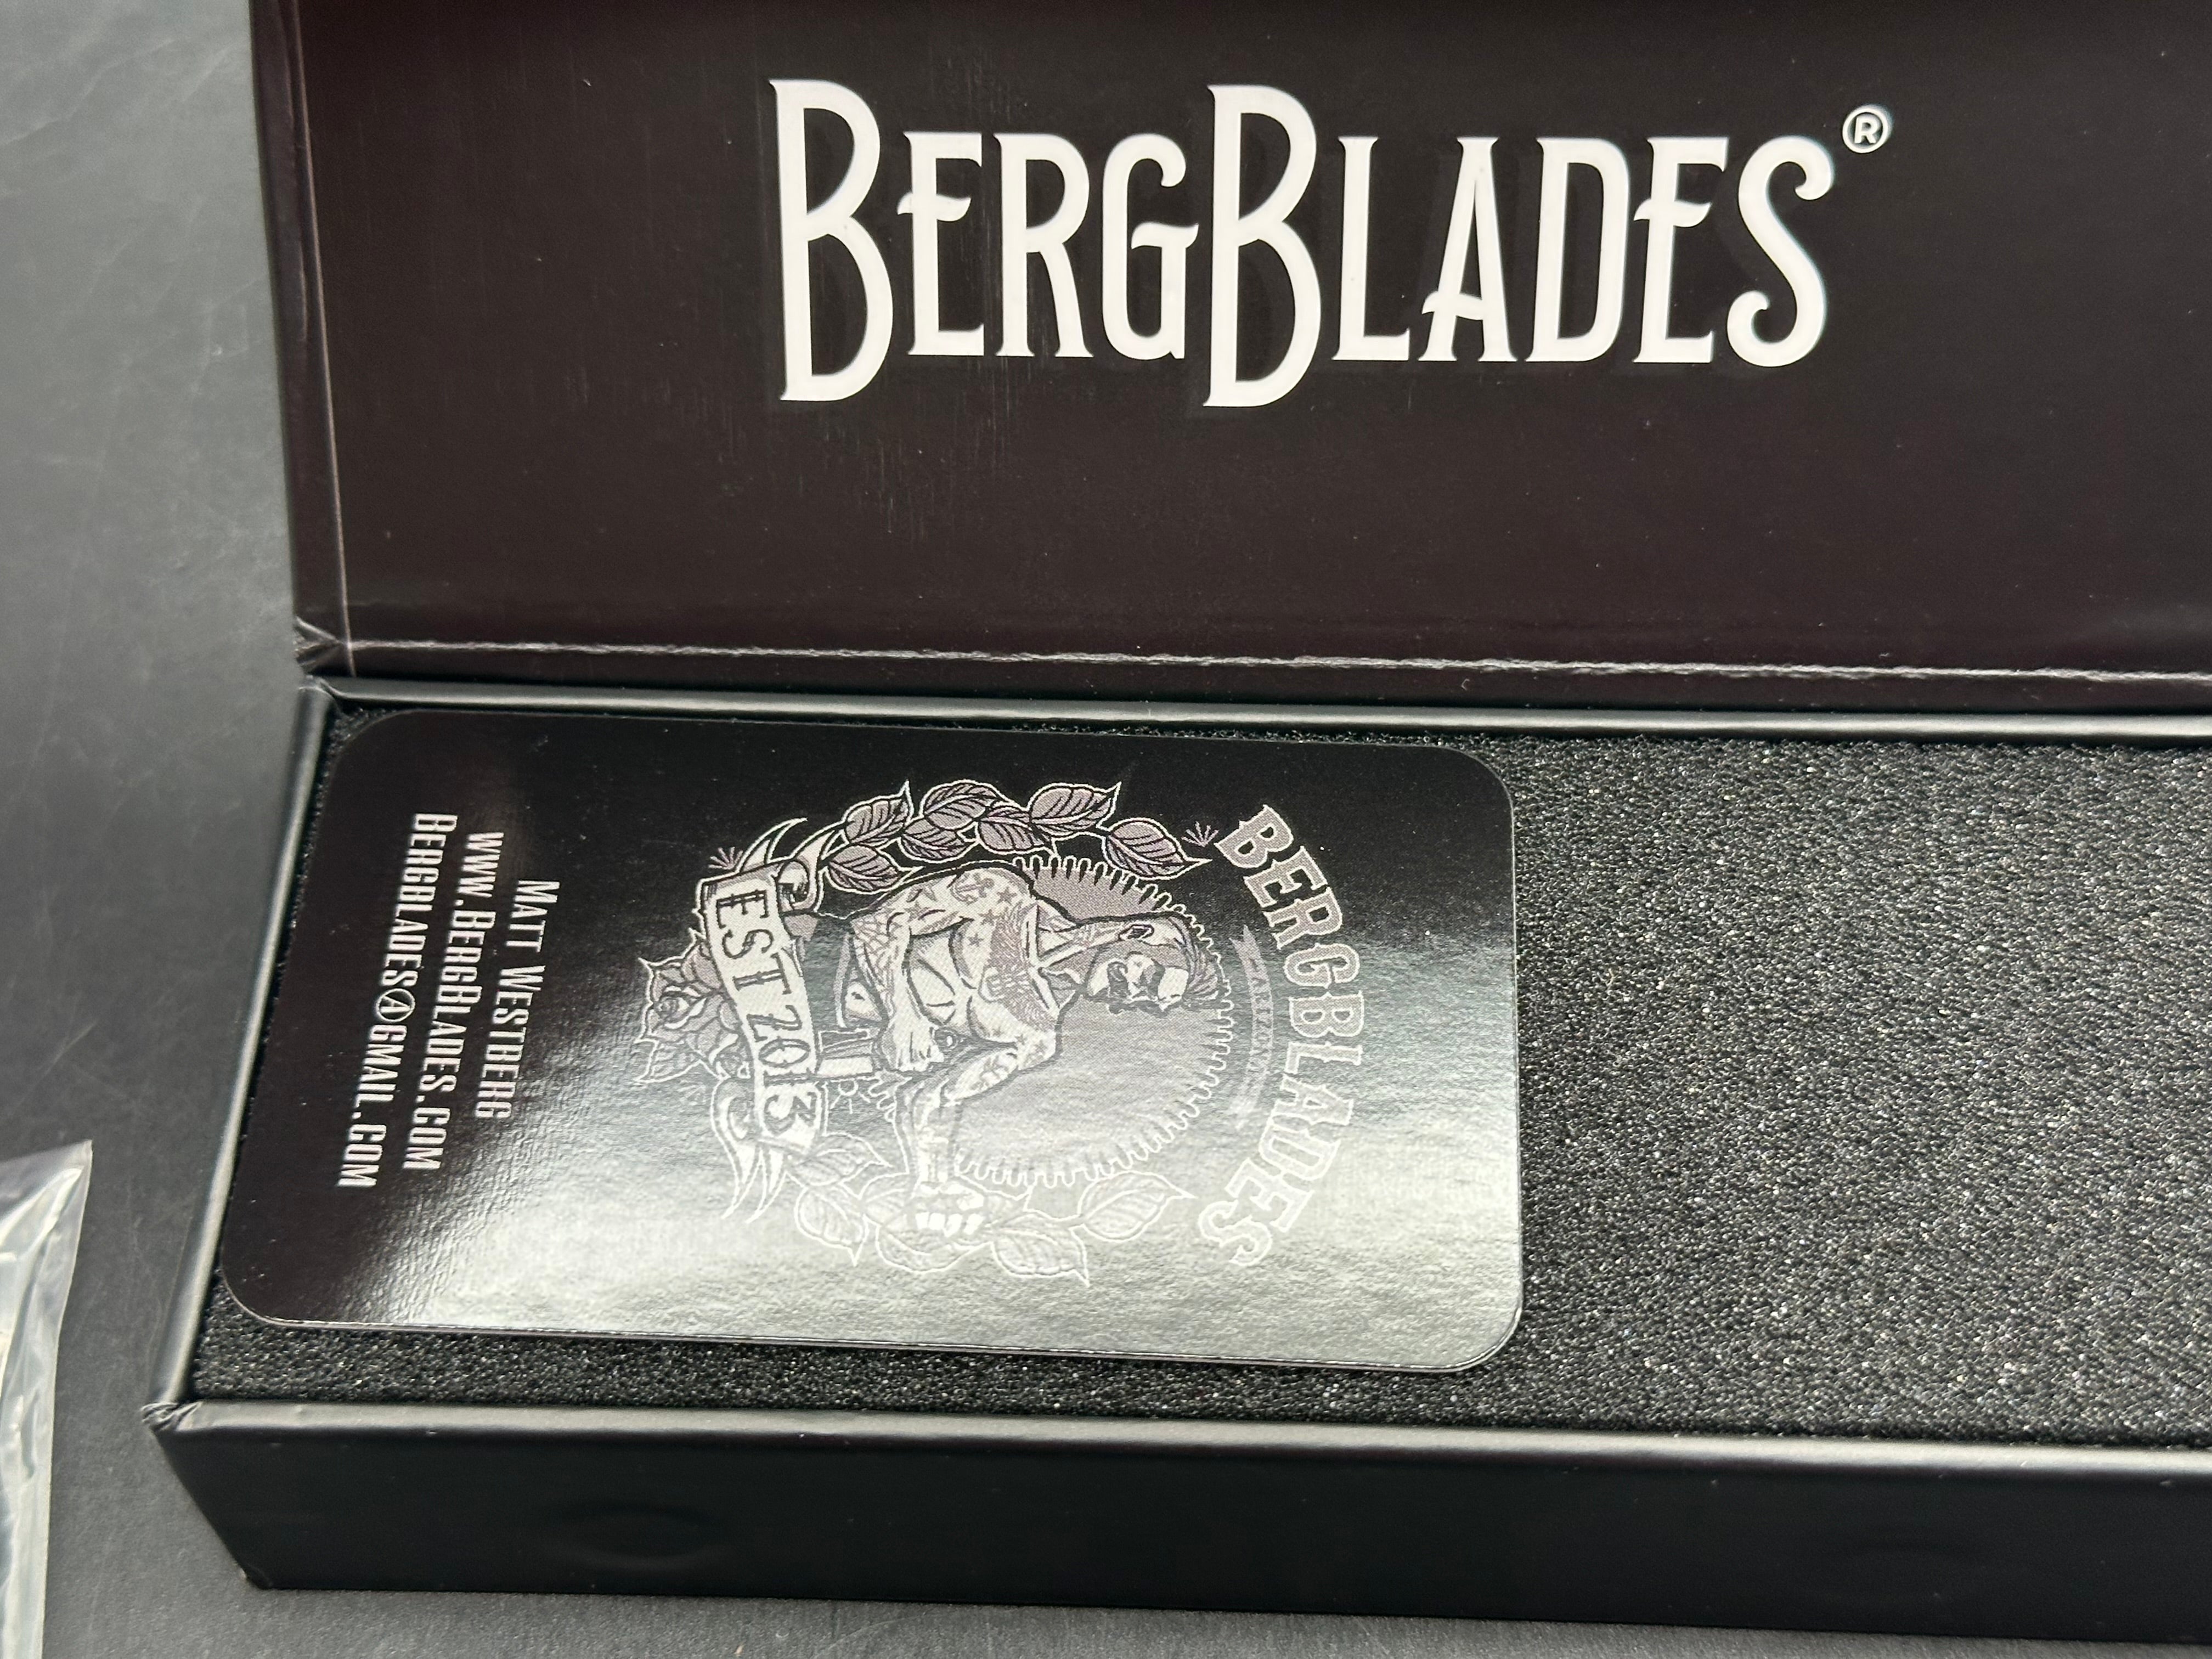 BERGBLADES®
BERGBLADES
EST 2013
MATT WESTBERG
WWW.BERGBLADES.COM
BERGBLADES@GMAIL.COM